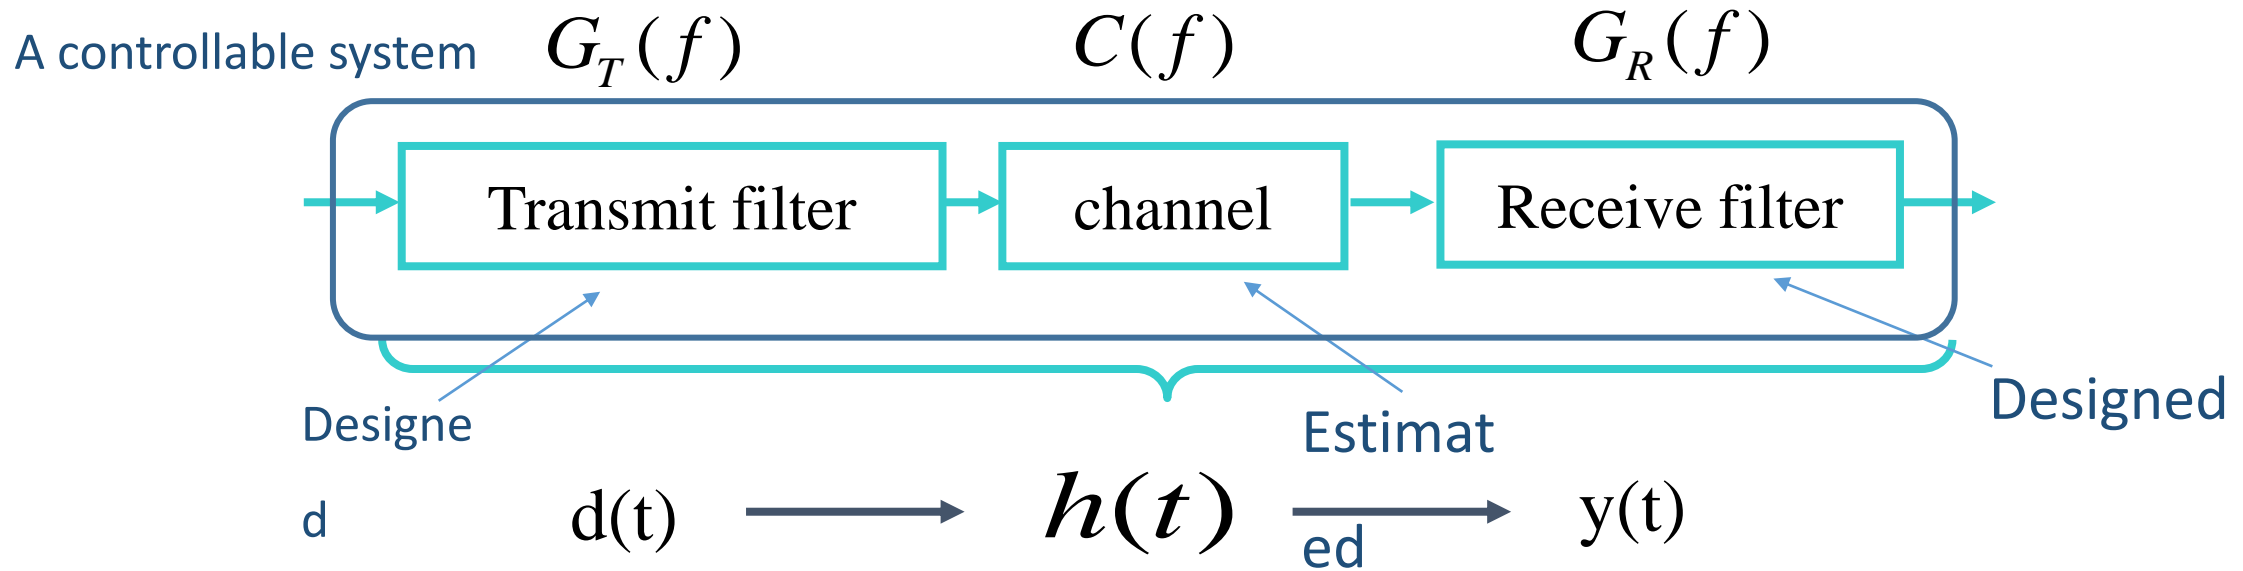 A controllable system
G_T(f)
C(f)
G_R(f)
Transmit filter
channel
Receive filter
Designe
d
Estimat
ed
Designed
d(t)
h(t)
y(t)